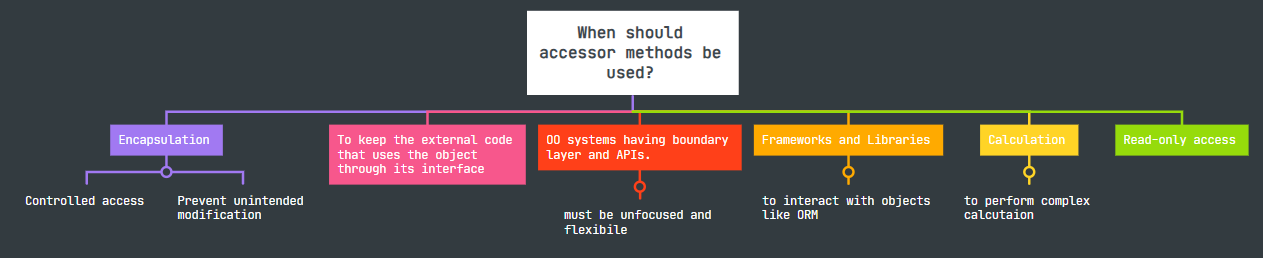 When should
accessor methods be
used?
Encapsulation
To keep the external code
that uses the object
through its interface
OO systems having boundary
layer and APIs.
Frameworks and Libraries
Calculation
Read-only access
Controlled access
Prevent unintended
modification
must be unfocused and
flexibile
to interact with objects
like ORM
to perform complex
calcutaion